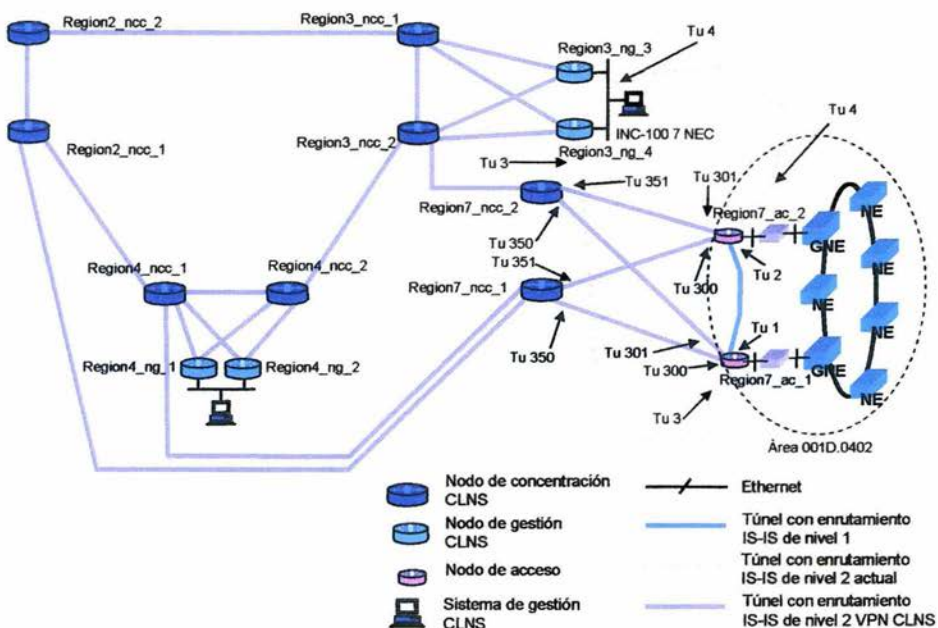 Region2_ncc_2
Region3_ncc_1
Region3_ng_3
Tu 4
Region2_ncc_1
Region3_ncc_2
INC-100 7 NEC
Tu 4
Tu 3
Region3_ng_4
Tu 351
Tu 301
Region7_ncc_2
Region7_ac_2
NE
GNE
Tu 350
Tu 2
Region4_ncc_1
Region4_ncc_2
Tu 351
Tu 300
NE
Region7_ncc_1
NE
Tu 1
Region4_ng_1
Region4_ng_2
Tu 350
Tu 301
Tu 300
Region7_ac_1
GNE
NE
NE
Tu 3
Área 001D.0402
Nodo de concentración
CLNS
Nodo de gestión
CLNS
Nodo de acceso
Sistema de gestión
CLNS
Ethernet
Túnel con enrutamiento
IS-IS de nivel 1
Túnel con enrutamiento
IS-IS de nivel 2 actual
Túnel con enrutamiento
IS-IS de nivel 2 VPN CLNS